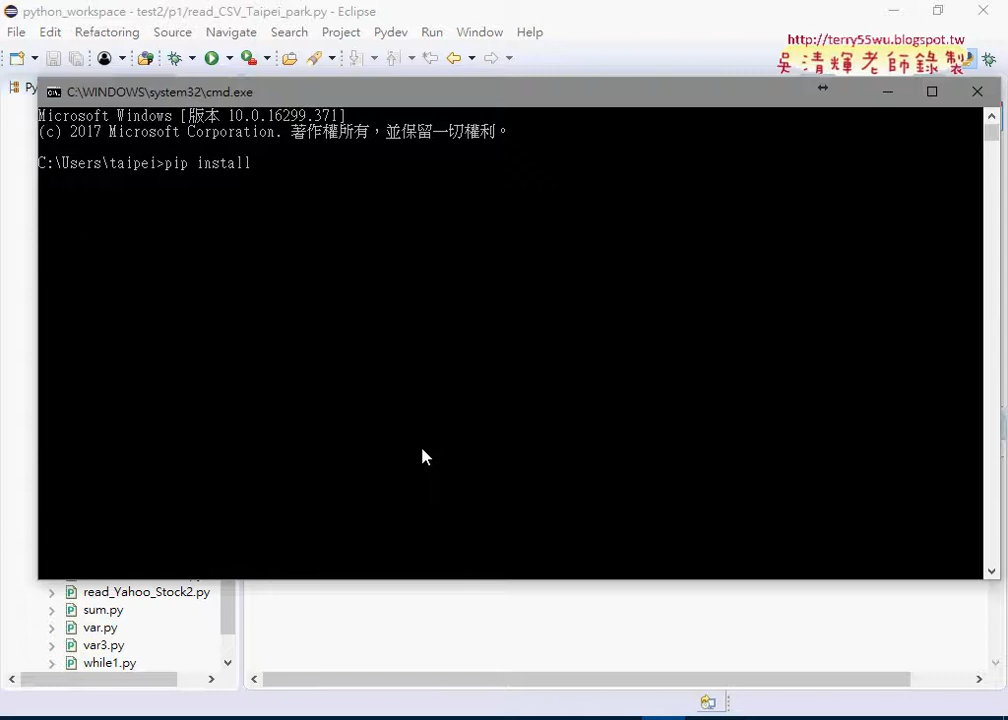 python_workspace - test2/p1/read_CSV_Taipei_park.py - Eclipse
File Edit Refactoring Source Navigate Search Project Pydev Run Window Help
http://terry55wu.blogspot.tw
吳清輝老師錄製
Py
C:\WINDOWS\system32\cmd.exe
Microsoft Windows [版本 10.0.16299.371]
(c) 2017 Microsoft Corporation. 著作權所有，並保留一切權利。
C:\Users\taipei>pip install
read_Yahoo_Stock2.py
sum.py
var.py
var3.py
while1.py